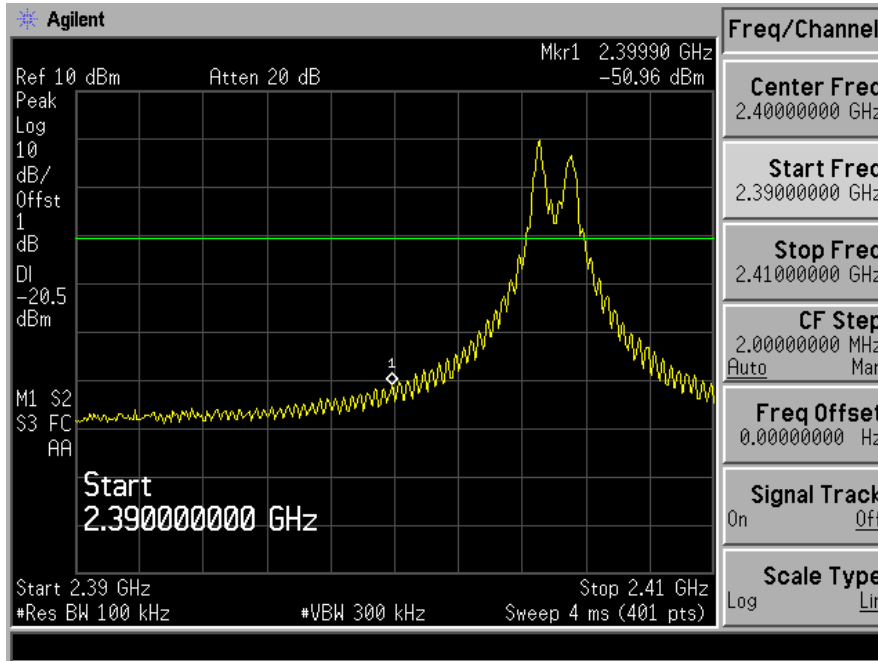 Agilent
Freq/Channel
Mkr1 2.39990 GHz
Ref 10 dBm Atten 20 dB -50.96 dBm
Peak
Log
10
dB/
Offst
1
dB
DI
-20.5
dBm
1
M1 S2
S3 FC
AA
Start
2.390000000 GHz
Start 2.39 GHz Stop 2.41 GHz
#Res BW 100 kHz #VBW 300 kHz Sweep 4 ms (401 pts)
Center Freq
2.40000000 GHz
Start Freq
2.39000000 GHz
Stop Freq
2.41000000 GHz
CF Step
2.00000000 MHz
Auto Man
Freq Offset
0.00000000 Hz
Signal Track
On Off
Scale Type
Log Lin